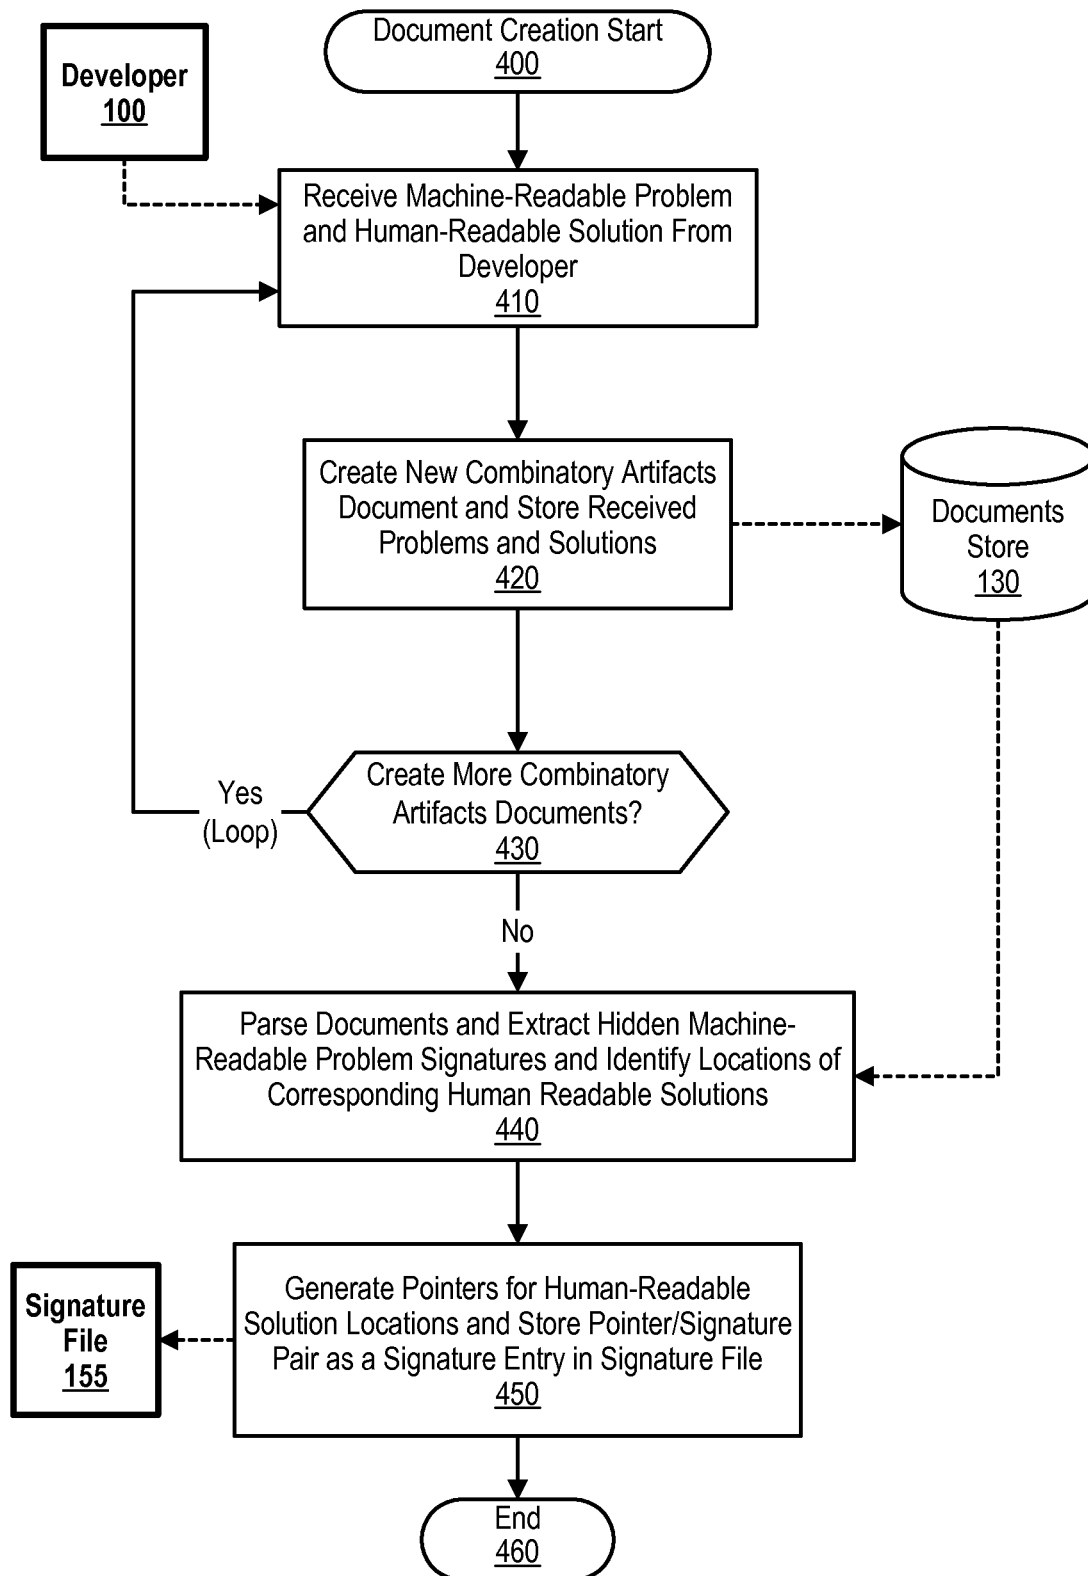 Document Creation Start
400
Developer
100
Receive Machine-Readable Problem
and Human-Readable Solution From
Developer
410
Create New Combinatory Artifacts
Document and Store Received
Problems and Solutions
420
Documents
Store
130
Create More Combinatory
Artifacts Documents?
430
Yes
(Loop)
No
Parse Documents and Extract Hidden Machine-
Readable Problem Signatures and Identify Locations of
Corresponding Human Readable Solutions
440
Generate Pointers for Human-Readable
Solution Locations and Store Pointer/Signature
Pair as a Signature Entry in Signature File
450
Signature
File
155
End
460